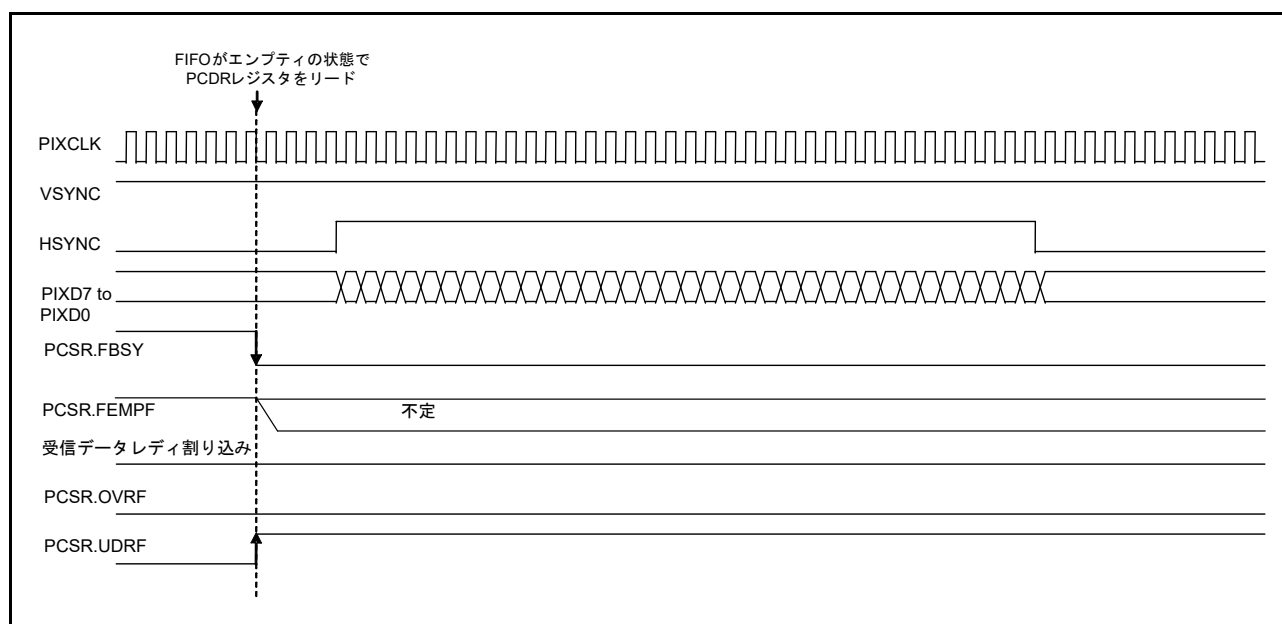 FIFOがエンプティの状態で
PCDRレジスタをリード
PIXCLK
VSYNC
HSYNC
PIXD7 to
PIXD0
PCSR.FBSY
PCSR.FEMPF
不定
受信データレディ割り込み
PCSR.OVRF
PCSR.UDRF